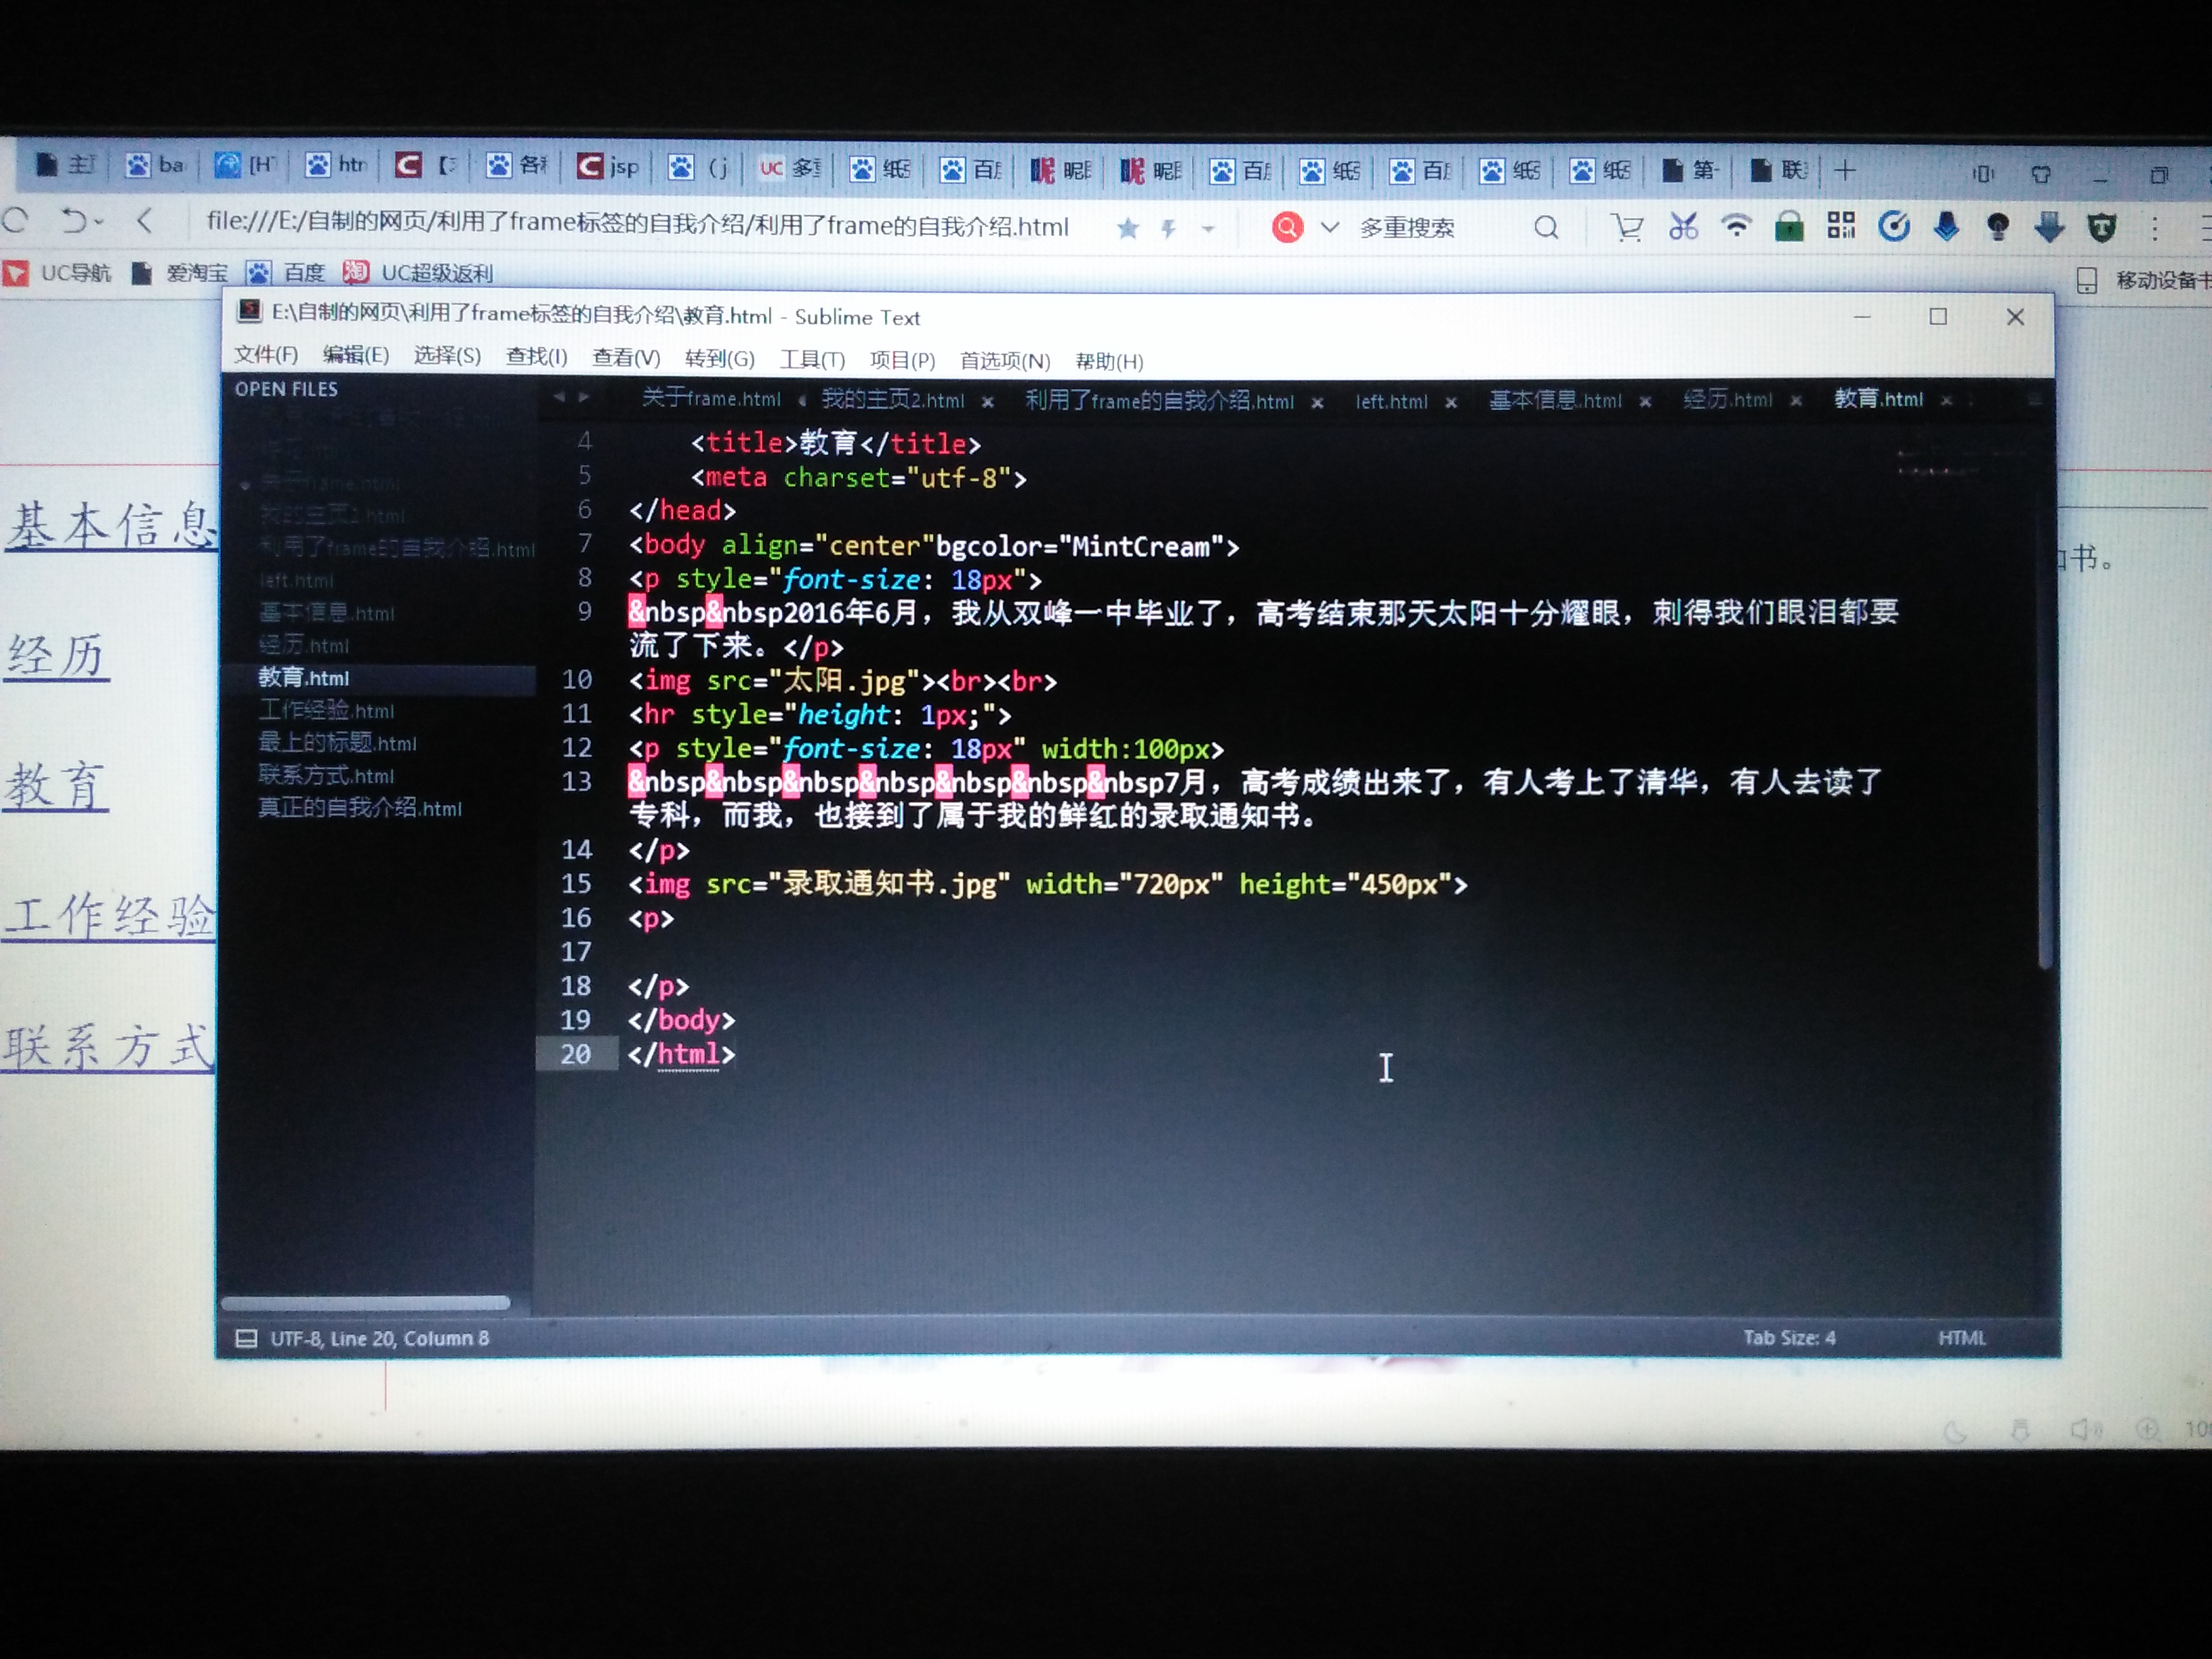 主 ba [H htn 【 各种 jsp （j UC 多重 纸 百度 昵 昵 百度 纸 百度 纸 纸 第一 联系
file:///E:/自制的网页/利用了frame标签的自我介绍/利用了frame的自我介绍.html 多重搜索
UC导航 爱淘宝 百度 淘 UC超级返利 移动设备书
E:\自制的网页\利用了frame标签的自我介绍\教育.html - Sublime Text
文件(F) 编辑(E) 选择(S) 查找(I) 查看(V) 转到(G) 工具(T) 项目(P) 首选项(N) 帮助(H)
OPEN FILES
关于frame.html 我的主页2.html 利用了frame的自我介绍.html left.html 基本信息.html 经历.html 教育.html
关于frame.html
我的主页2.html
利用了frame的自我介绍.html
left.html
基本信息.html
经历.html
教育.html
工作经验.html
最上的标题.html
联系方式.html
真正的自我介绍.html
基本信息
经历
教育
工作经验
联系方式
4 <title>教育</title>
5 <meta charset="utf-8">
6 </head>
7 <body align="center"bgcolor="MintCream">
8 <p style="font-size: 18px">
9 &nbsp&nbsp2016年6月，我从双峰一中毕业了，高考结束那天太阳十分耀眼，刺得我们眼泪都要
流了下来。</p>
10 <img src="太阳.jpg"><br><br>
11 <hr style="height: 1px;">
12 <p style="font-size: 18px" width:100px>
13 &nbsp&nbsp&nbsp&nbsp&nbsp&nbsp&nbsp7月，高考成绩出来了，有人考上了清华，有人去读了
专科，而我，也接到了属于我的鲜红的录取通知书。
14 </p>
15 <img src="录取通知书.jpg" width="720px" height="450px">
16 <p>
17
18 </p>
19 </body>
20 </html>
知书。
UTF-8, Line 20, Column 8 Tab Size: 4 HTML